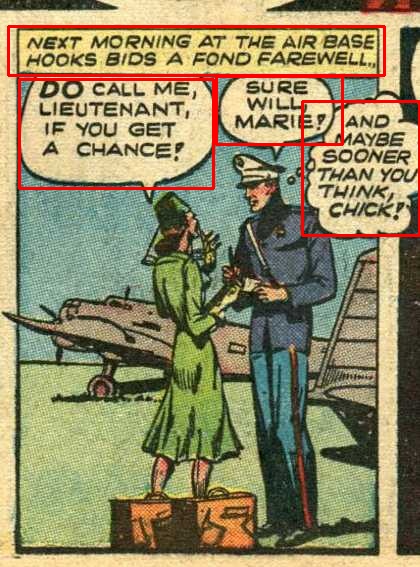 NEXT MORNING AT THE AIR BASE
HOOKS BIDS A FOND FAREWELL..
DO CALL ME,
LIEUTENANT,
IF YOU GET
A CHANCE!
SURE
WILL,
MARIE!
AND
MAYBE
SOONER
THAN YOU
THINK,
CHICK!